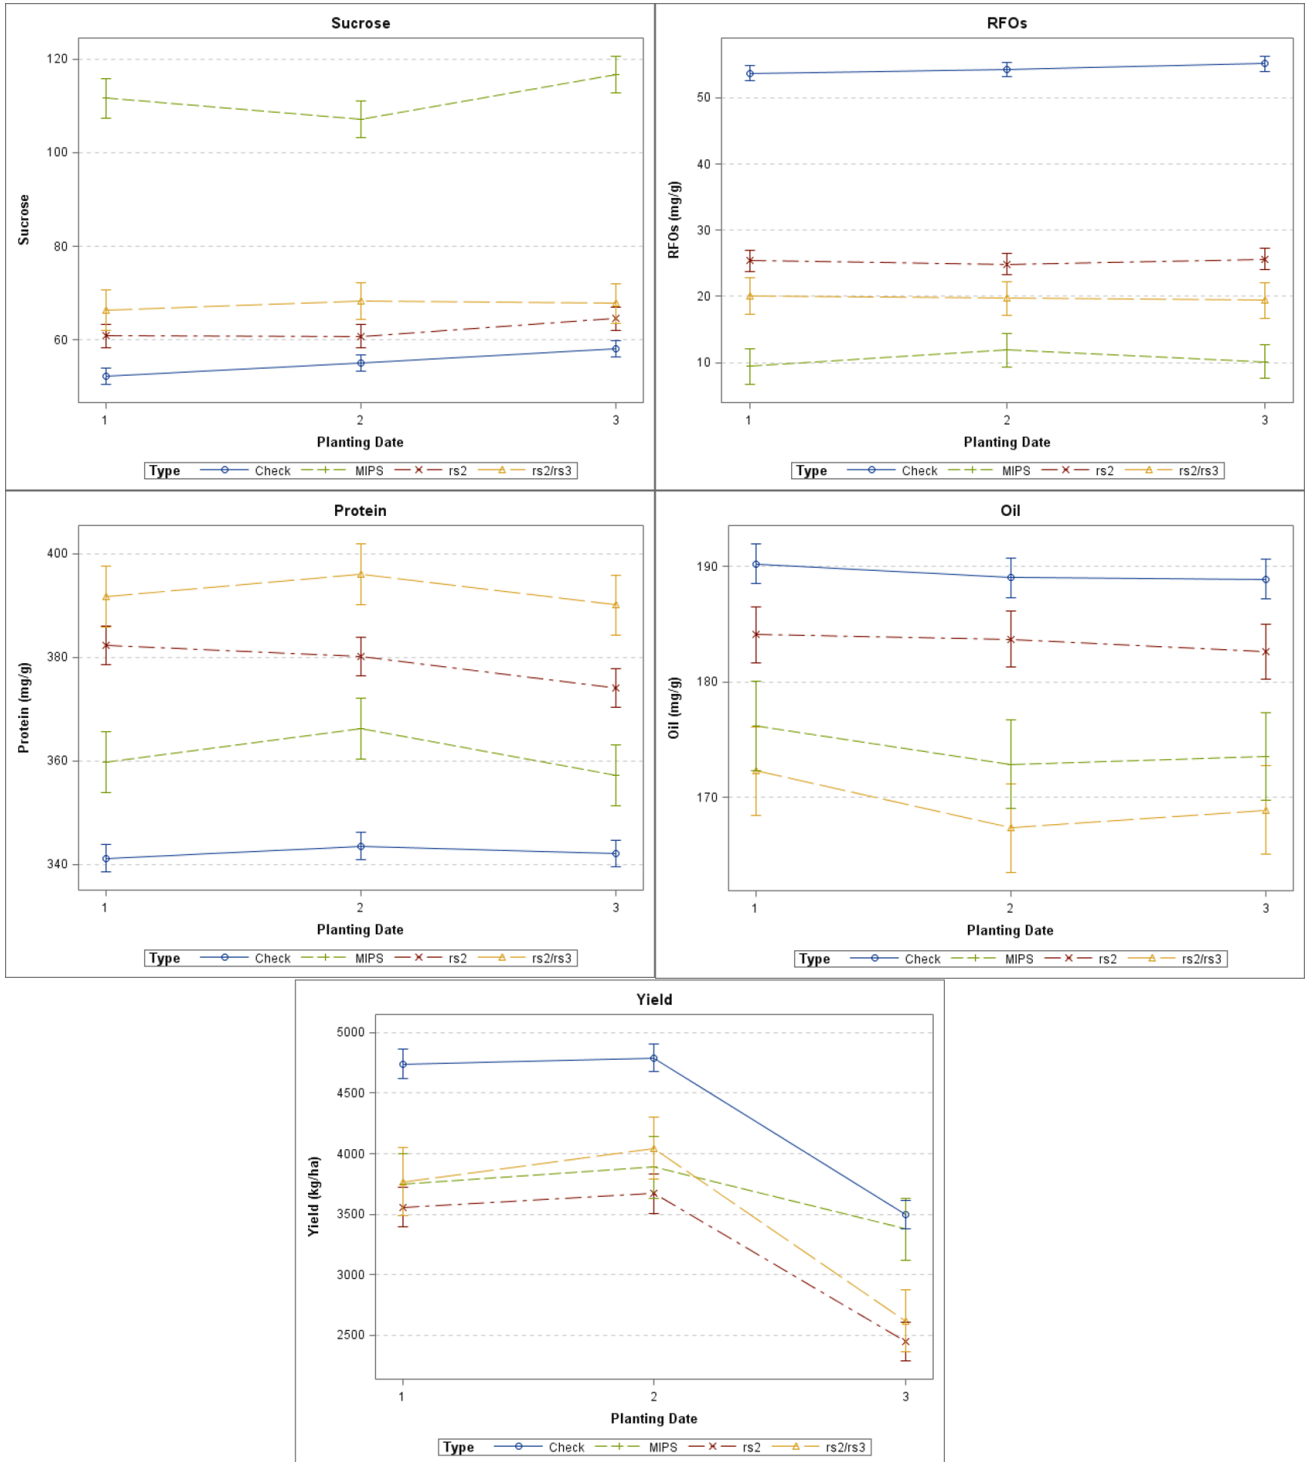 Sucrose
120
100
80
60
Sucrose
1 2 3
Planting Date
Type Check MIPS rs2 rs2/rs3
RFOs
50
40
30
20
10
RFOs (mg/g)
1 2 3
Planting Date
Type Check MIPS rs2 rs2/rs3
Protein
400
380
360
340
Protein (mg/g)
1 2 3
Planting Date
Type Check MIPS rs2 rs2/rs3
Oil
190
180
170
Oil (mg/g)
1 2 3
Planting Date
Type Check MIPS rs2 rs2/rs3
Yield
5000
4500
4000
3500
3000
2500
Yield (kg/ha)
1 2 3
Planting Date
Type Check MIPS rs2 rs2/rs3